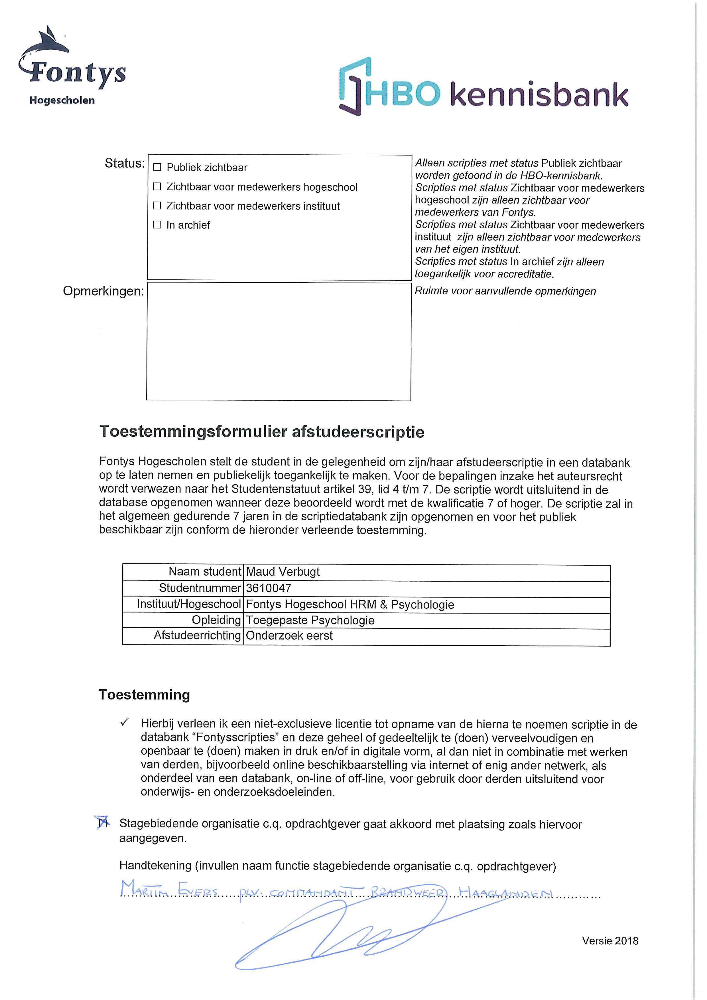 Fontys
Hogescholen
HBO kennisbank
Status:
☐ Publiek zichtbaar
☐ Zichtbaar voor medewerkers hogeschool
☐ Zichtbaar voor medewerkers instituut
☐ In archief
Alleen scripties met status Publiek zichtbaar
worden getoond in de HBO-kennisbank.
Scripties met status Zichtbaar voor medewerkers
hogeschool zijn alleen zichtbaar voor
medewerkers van Fontys.
Scripties met status Zichtbaar voor medewerkers
instituut zijn alleen zichtbaar voor medewerkers
van het eigen instituut.
Scripties met status In archief zijn alleen
toegankelijk voor accreditatie.
Opmerkingen:
Ruimte voor aanvullende opmerkingen
Toestemmingsformulier afstudeerscriptie
Fontys Hogescholen stelt de student in de gelegenheid om zijn/haar afstudeerscriptie in een databank
op te laten nemen en publiekelijk toegankelijk te maken. Voor de bepalingen inzake het auteursrecht
wordt verwezen naar het Studentenstatuut artikel 39, lid 4 t/m 7. De scriptie wordt uitsluitend in de
database opgenomen wanneer deze beoordeeld wordt met de kwalificatie 7 of hoger. De scriptie zal in
het algemeen gedurende 7 jaren in de scriptiedatabank zijn opgenomen en voor het publiek
beschikbaar zijn conform de hieronder verleende toestemming.
Naam student Maud Verbugt
Studentnummer 3610047
Instituut/Hogeschool Fontys Hogeschool HRM & Psychologie
Opleiding Toegepaste Psychologie
Afstudeerrichting Onderzoek eerst
Toestemming
✓ Hierbij verleen ik een niet-exclusieve licentie tot opname van de hierna te noemen scriptie in de
databank “Fontysscripties” en deze geheel of gedeeltelijk te (doen) verveelvoudigen en
openbaar te (doen) maken in druk en/of in digitale vorm, al dan niet in combinatie met werken
van derden, bijvoorbeeld online beschikbaarstelling via internet of enig ander netwerk, als
onderdeel van een databank, on-line of off-line, voor gebruik door derden uitsluitend voor
onderwijs- en onderzoeksdoeleinden.
☒ Stagebiedende organisatie c.q. opdrachtgever gaat akkoord met plaatsing zoals hiervoor
aangegeven.
Handtekening (invullen naam functie stagebiedende organisatie c.q. opdrachtgever)
MARTIN EVERS PLV. COMMANDANT BRANDWEER HAAGLANDEN
Versie 2018